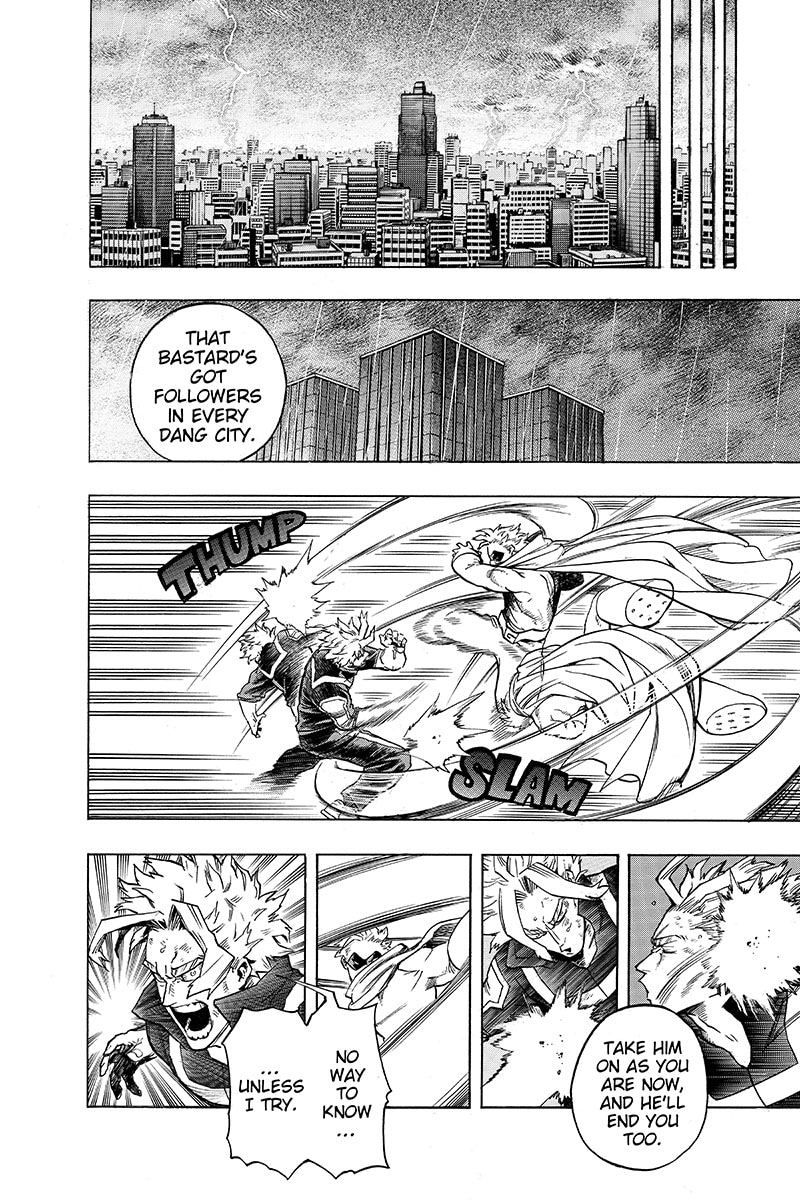 THAT
BASTARD'S
GOT
FOLLOWERS
IN EVERY
DANG CITY.
THUMP
SLAM
TAKE HIM
ON AS YOU
ARE NOW,
AND HE'LL
END YOU
TOO.
NO
WAY
TO
KNOW
...
...
UNLESS
I TRY.